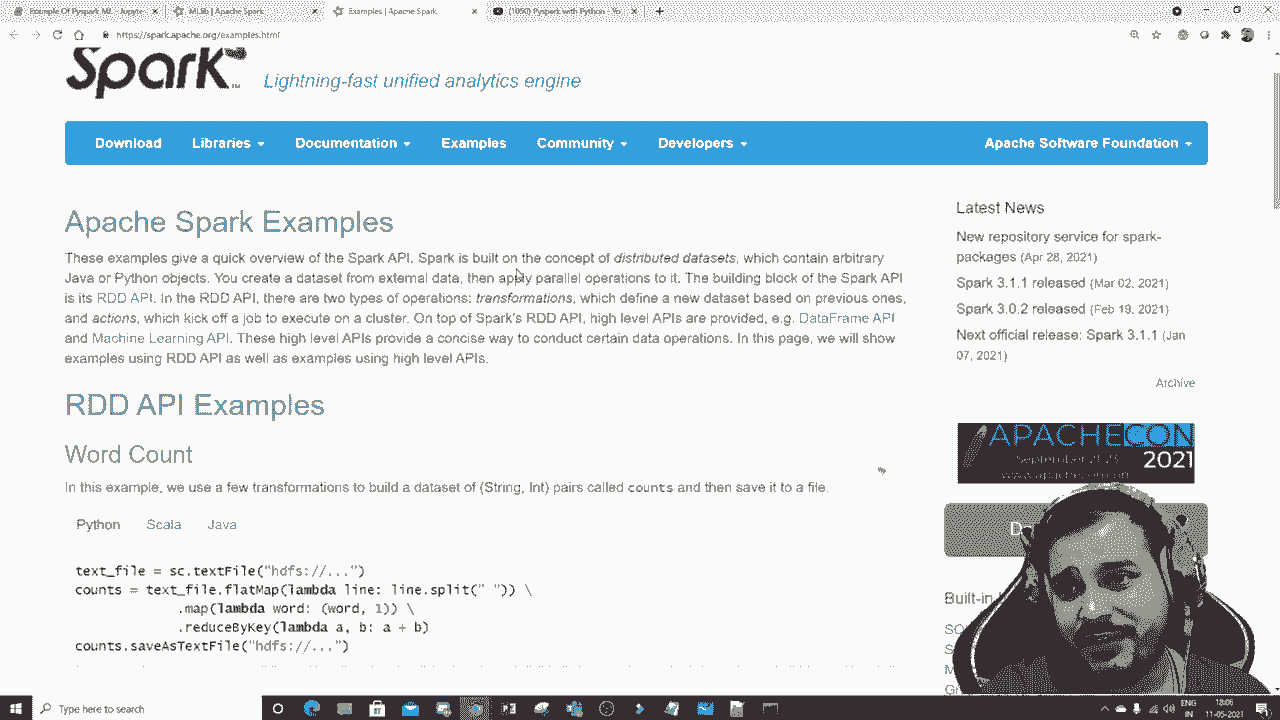 Example Of Pyspark ML - Jupyte
MLlib | Apache Spark
Examples | Apache Spark
(1050) Pyspark with Python - Yo
https://spark.apache.org/examples.html
Spark
Lightning-fast unified analytics engine
Download
Libraries
Documentation
Examples
Community
Developers
Apache Software Foundation
Apache Spark Examples
These examples give a quick overview of the Spark API. Spark is built on the concept of distributed datasets, which contain arbitrary
Java or Python objects. You create a dataset from external data, then apply parallel operations to it. The building block of the Spark API
is its RDD API. In the RDD API, there are two types of operations: transformations, which define a new dataset based on previous ones,
and actions, which kick off a job to execute on a cluster. On top of Spark's RDD API, high level APIs are provided, e.g. DataFrame API
and Machine Learning API. These high level APIs provide a concise way to conduct certain data operations. In this page, we will show
examples using RDD API as well as examples using high level APIs.
RDD API Examples
Word Count
In this example, we use a few transformations to build a dataset of (String, Int) pairs called counts and then save it to a file.
Python
Scala
Java
text_file = sc.textFile("hdfs://...")
counts = text_file.flatMap(lambda line: line.split(" ")) \
.map(lambda word: (word, 1)) \
.reduceByKey(lambda a, b: a + b)
counts.saveAsTextFile("hdfs://...")
Latest News
New repository service for spark-
packages (Apr 28, 2021)
Spark 3.1.1 released (Mar 02, 2021)
Spark 3.0.2 released (Feb 19, 2021)
Next official release: Spark 3.1.1 (Jan
07, 2021)
Archive
APACHECON
2021
Built-in
Type here to search
ENG
IN
18:06
11-05-2021